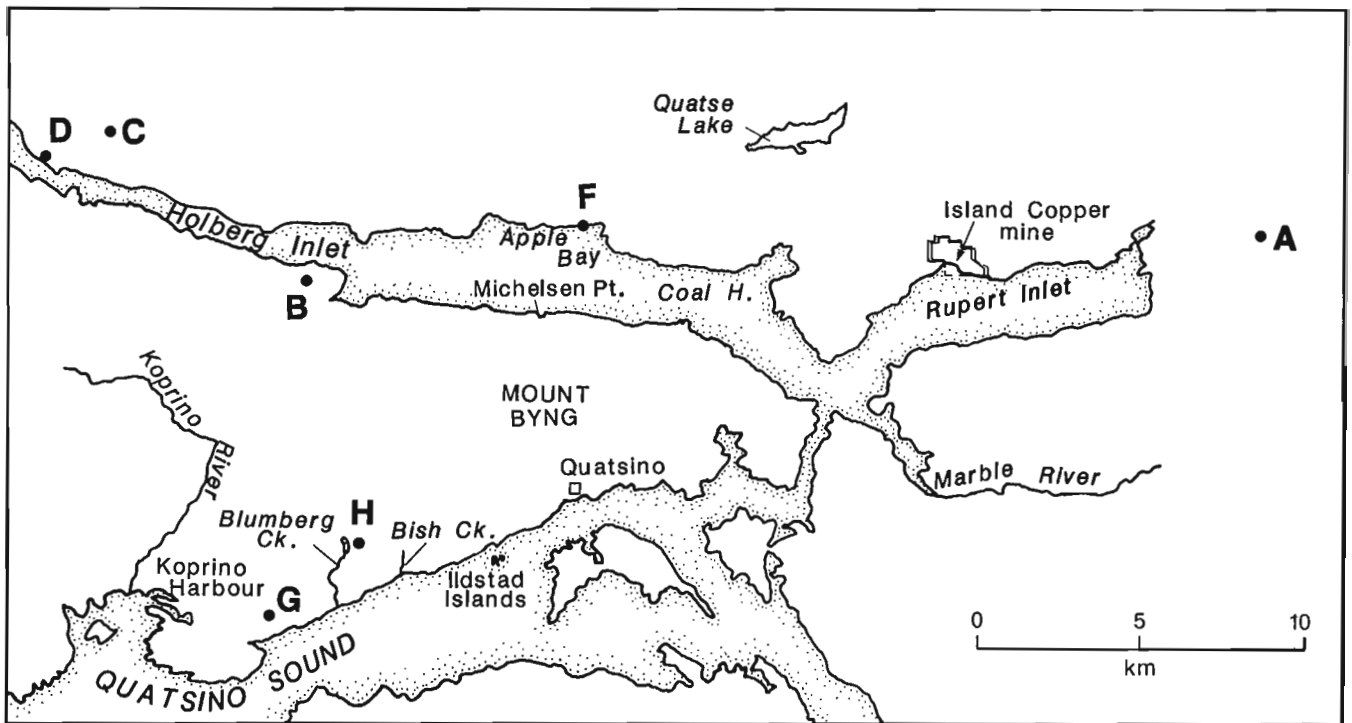 Quatse
Lake
D
C
F
Island Copper
mine
A
Holberg
Inlet
Apple
Bay
B
Michelsen Pt.
Coal H.
Rupert Inlet
Koprino
River
MOUNT
BYNG
Quatsino
Marble River
Blumberg
Ck.
H
Bish Ck.
Koprino
Harbour
G
Ildstad
Islands
QUATSINO SOUND
0 5 10
km